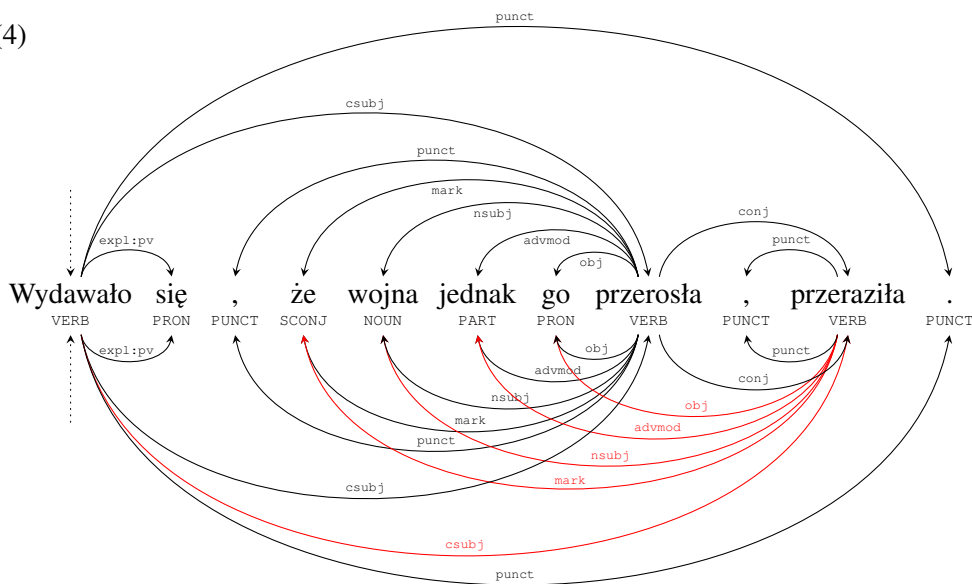 punct
(4)
csubj
punct
mark
nsubj
conj
expl:pv
advmod
punct
obj
Wydawało się , że wojna jednak go przerosła , przeraziła .
VERB PRON PUNCT SCONJ NOUN PART PRON VERB PUNCT VERB PUNCT
expl:pv
obj
punct
advmod
conj
nsubj
obj
mark
advmod
punct
nsubj
mark
csubj
csubj
punct